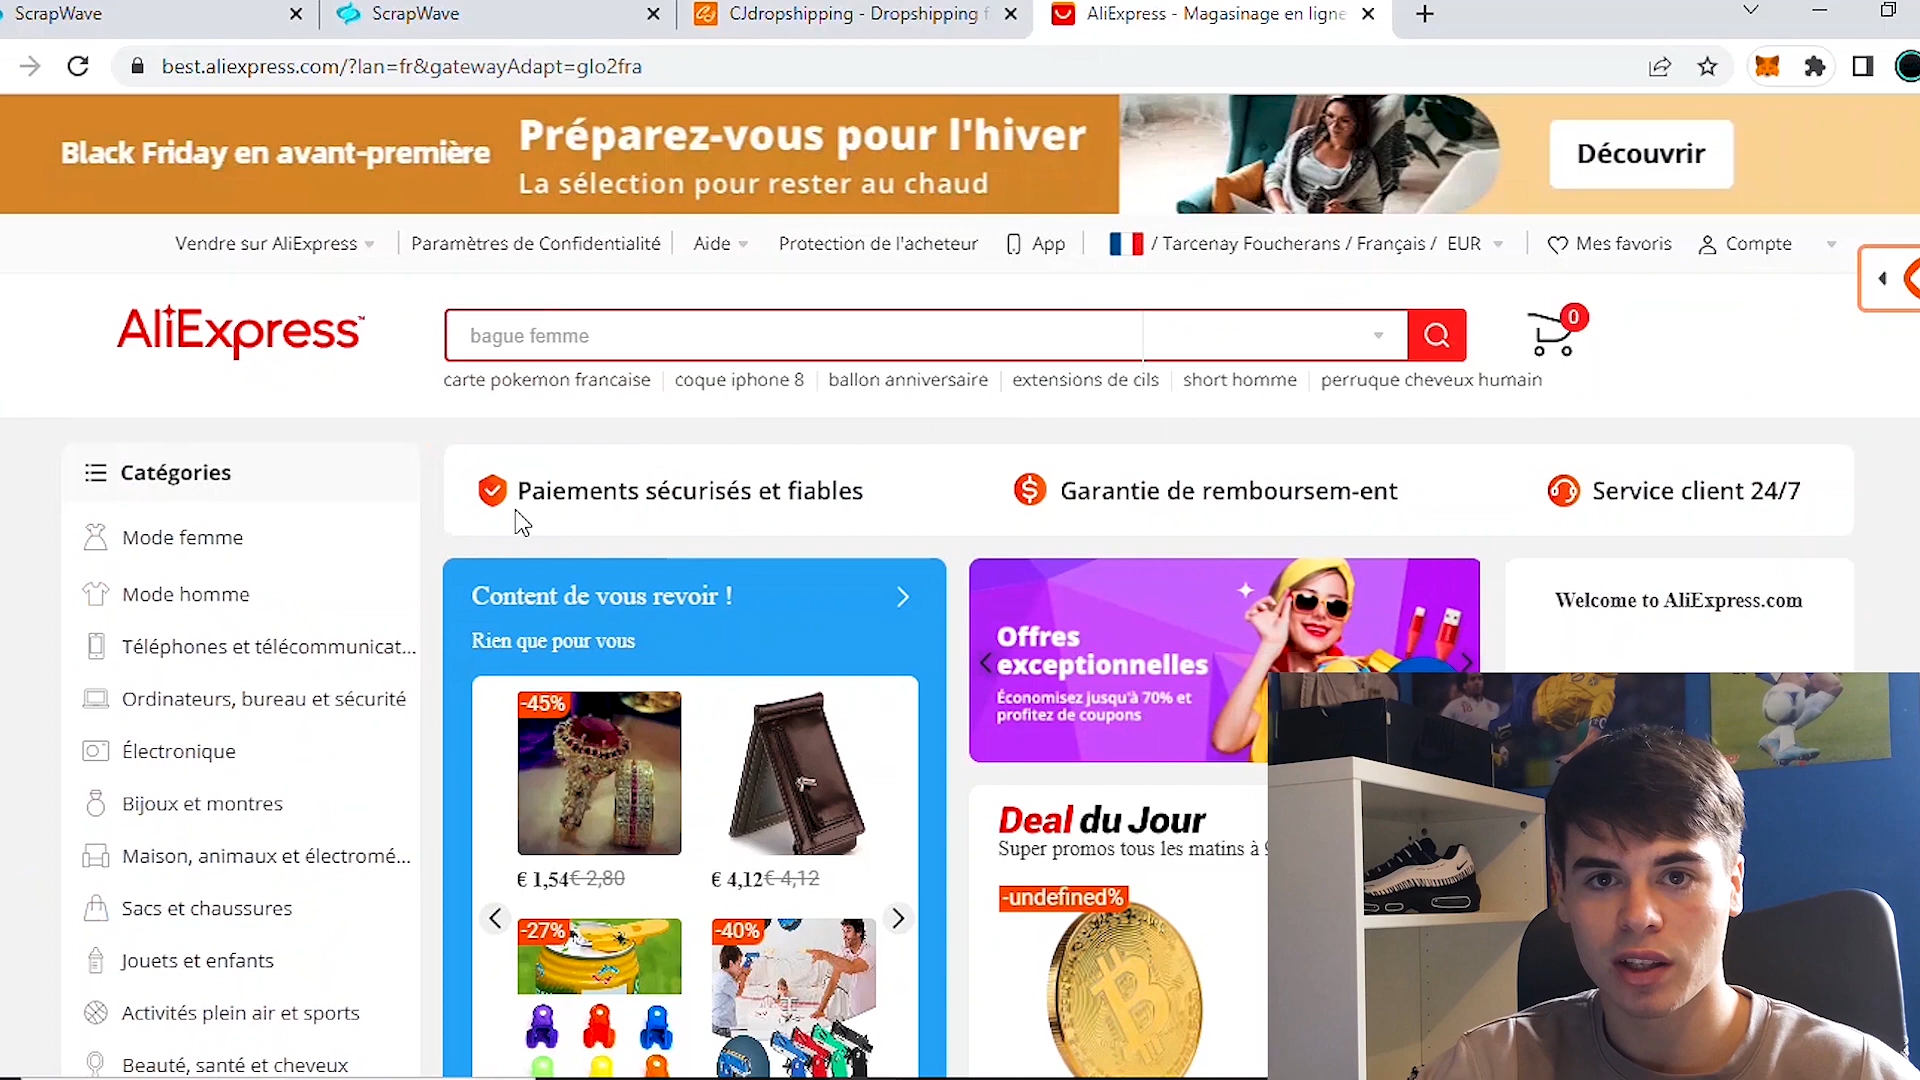 ScrapWave
ScrapWave
CJdropshipping - Dropshipping f
AliExpress - Magasinage en ligne
best.aliexpress.com/?lan=fr&gatewayAdapt=glo2fra
Black Friday en avant-première
Préparez-vous pour l'hiver
La sélection pour rester au chaud
Découvrir
Vendre sur AliExpress
Paramètres de Confidentialité
Aide
Protection de l'acheteur
App
/ Tarcenay Foucherans / Français / EUR
Mes favoris
Compte
AliExpress™
bague femme
0
carte pokemon francaise
coque iphone 8
ballon anniversaire
extensions de cils
short homme
perruque cheveux humain
Catégories
Mode femme
Mode homme
Téléphones et télécommunicat...
Ordinateurs, bureau et sécurité
Électronique
Bijoux et montres
Maison, animaux et électromé...
Sacs et chaussures
Jouets et enfants
Activités plein air et sports
Beauté, santé et cheveux
Paiements sécurisés et fiables
Garantie de remboursem-ent
Service client 24/7
Content de vous revoir !
Rien que pour vous
-45%
€ 1,54€ 2,80
€ 4,12€ 4,12
-27%
-40%
Offres
exceptionnelles
Économisez jusqu'à 70% et
profitez de coupons
Welcome to AliExpress.com
Deal du Jour
Super promos tous les matins à 9
-undefined%